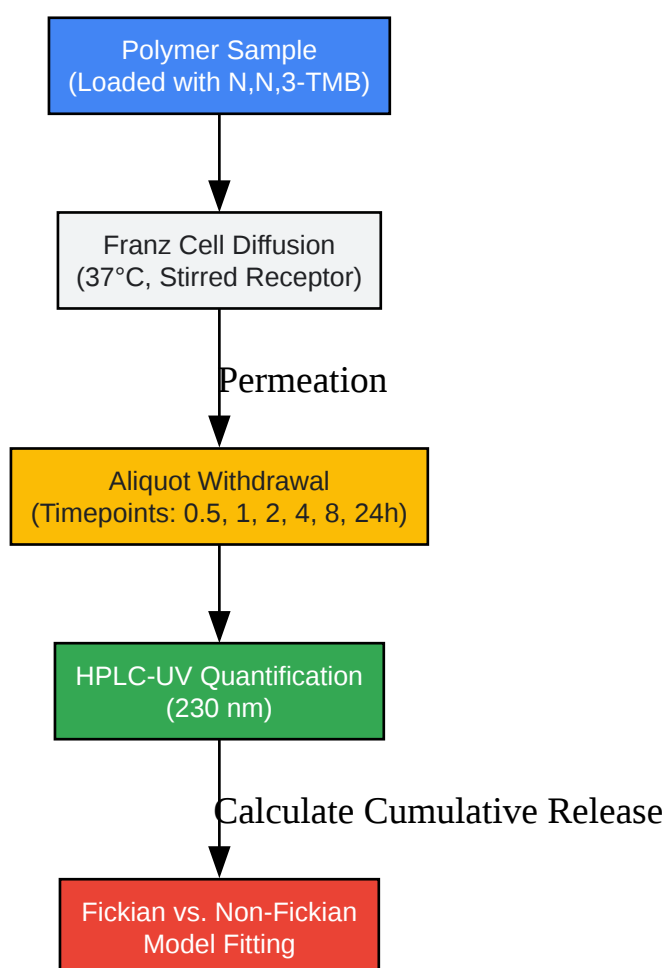 Polymer Sample
(Loaded with N,N,3-TMB)
Franz Cell Diffusion
(37°C, Stirred Receptor)
Permeation
Aliquot Withdrawal
(Timepoints: 0.5, 1, 2, 4, 8, 24h)
HPLC-UV Quantification
(230 nm)
Calculate Cumulative Release
Fickian vs. Non-Fickian
Model Fitting